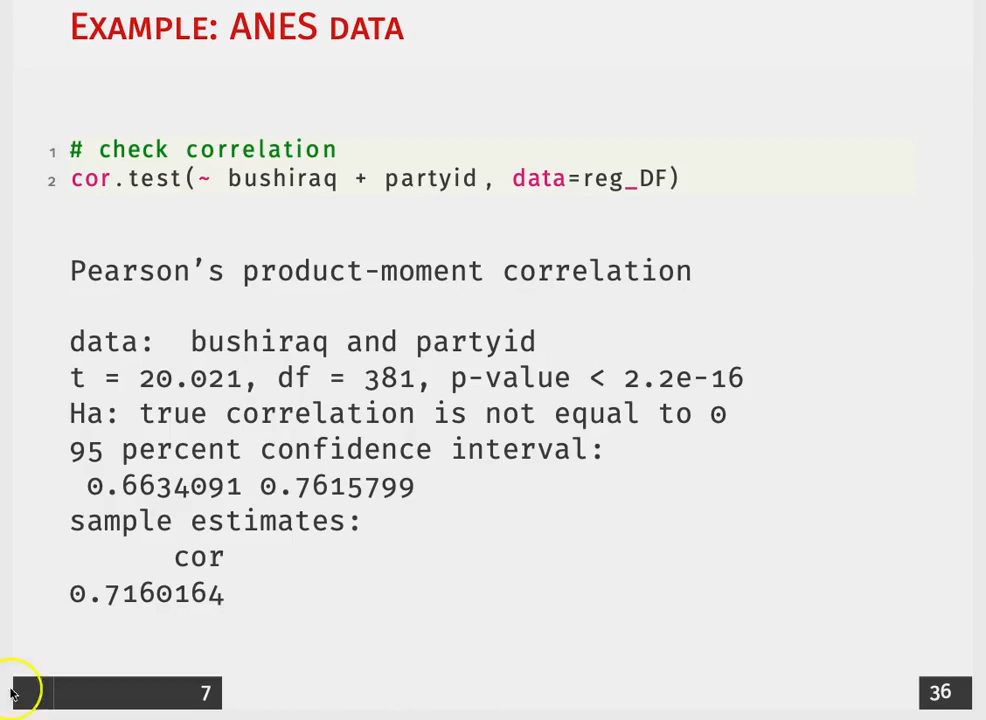 EXAMPLE: ANES DATA
1 # check correlation
2 cor.test(~ bushiraq + partyid, data=reg_DF)
Pearson’s product-moment correlation
data:  bushiraq and partyid
t = 20.021, df = 381, p-value < 2.2e-16
Ha: true correlation is not equal to 0
95 percent confidence interval:
 0.6634091 0.7615799
sample estimates:
      cor
0.7160164
7
36